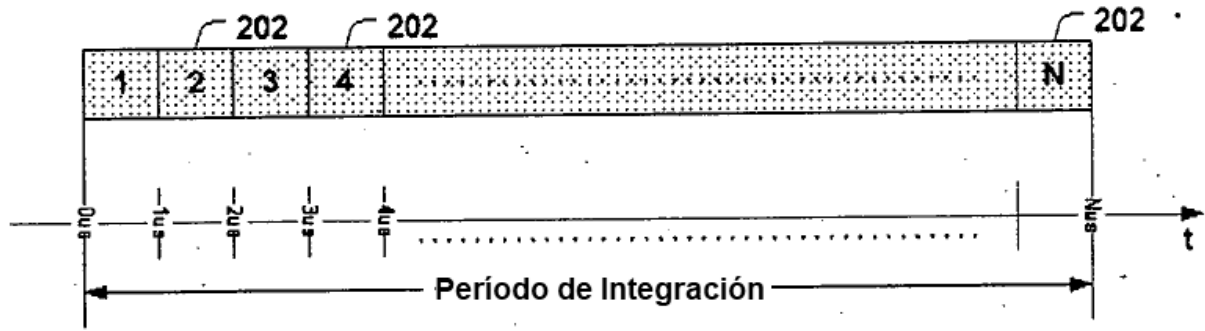 202 202 202
1 2 3 4 N
0us 1us 2us 3us 4us Nus
t
Período de Integración